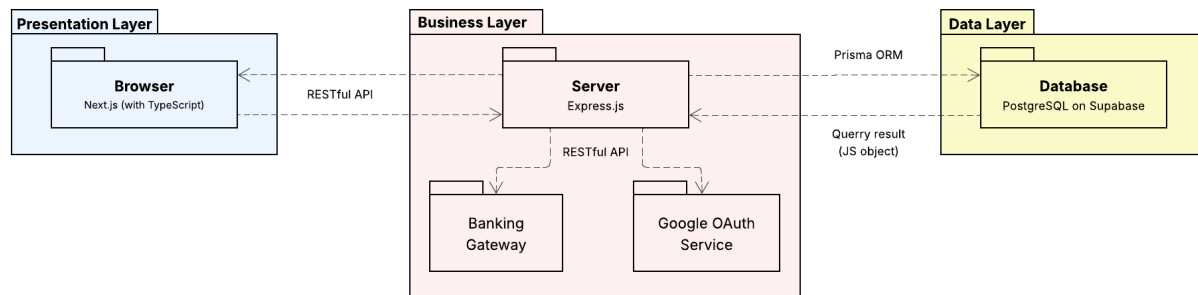 Presentation Layer
Browser
Next.js (with TypeScript)
RESTful API
Business Layer
Server
Express.js
RESTful API
Banking
Gateway
Google OAuth
Service
Prisma ORM
Querry result
(JS object)
Data Layer
Database
PostgreSQL on Supabase